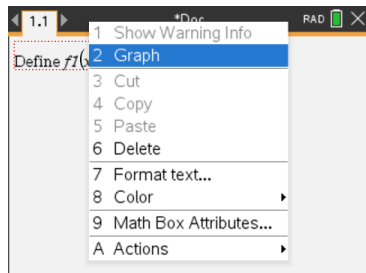 1.1 *Doc RAD
1 Show Warning Info
Define f1( 2 Graph
3 Cut
4 Copy
5 Paste
6 Delete
7 Format text...
8 Color
9 Math Box Attributes...
A Actions